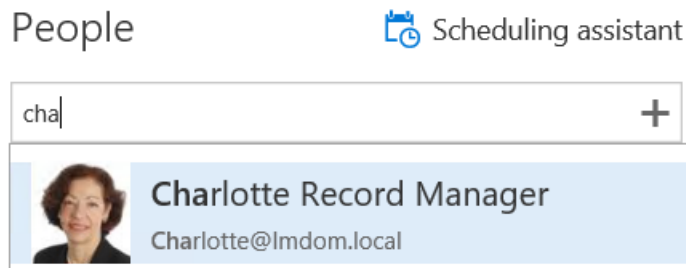 People
Scheduling assistant
cha
Charlotte Record Manager
Charlotte@lmdom.local